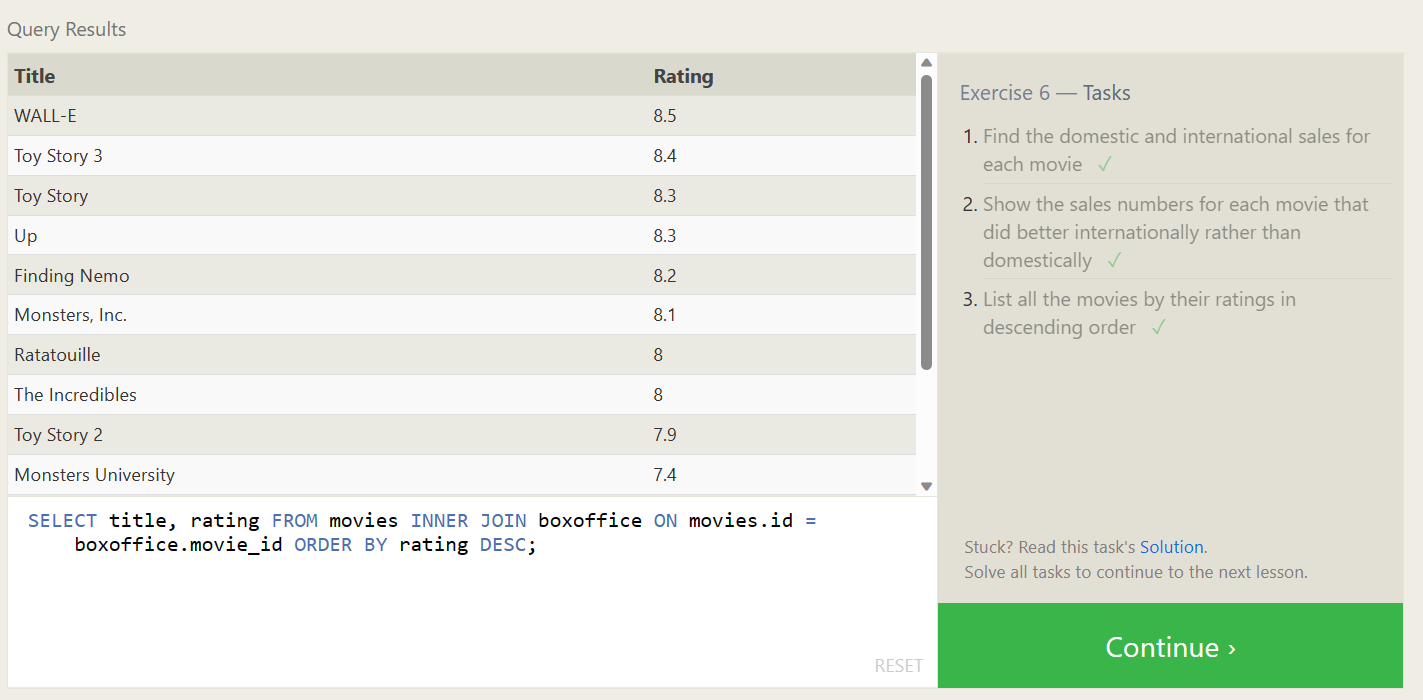 Query Results
Title Rating
WALL-E 8.5
Toy Story 3 8.4
Toy Story 8.3
Up 8.3
Finding Nemo 8.2
Monsters, Inc. 8.1
Ratatouille 8
The Incredibles 8
Toy Story 2 7.9
Monsters University 7.4
SELECT title, rating FROM movies INNER JOIN boxoffice ON movies.id =
boxoffice.movie_id ORDER BY rating DESC;
RESET
Exercise 6 — Tasks
1. Find the domestic and international sales for
each movie ✓
2. Show the sales numbers for each movie that
did better internationally rather than
domestically ✓
3. List all the movies by their ratings in
descending order ✓
Stuck? Read this task's Solution.
Solve all tasks to continue to the next lesson.
Continue ›